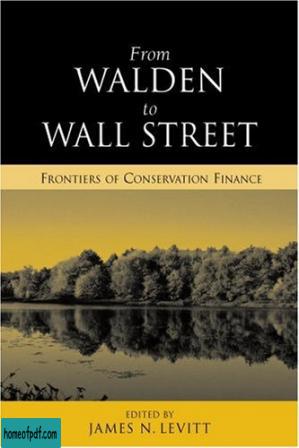 From
WALDEN
to
WALL STREET
FRONTIERS OF CONSERVATION FINANCE
EDITED BY
JAMES N. LEVITT
homeofpdf.com